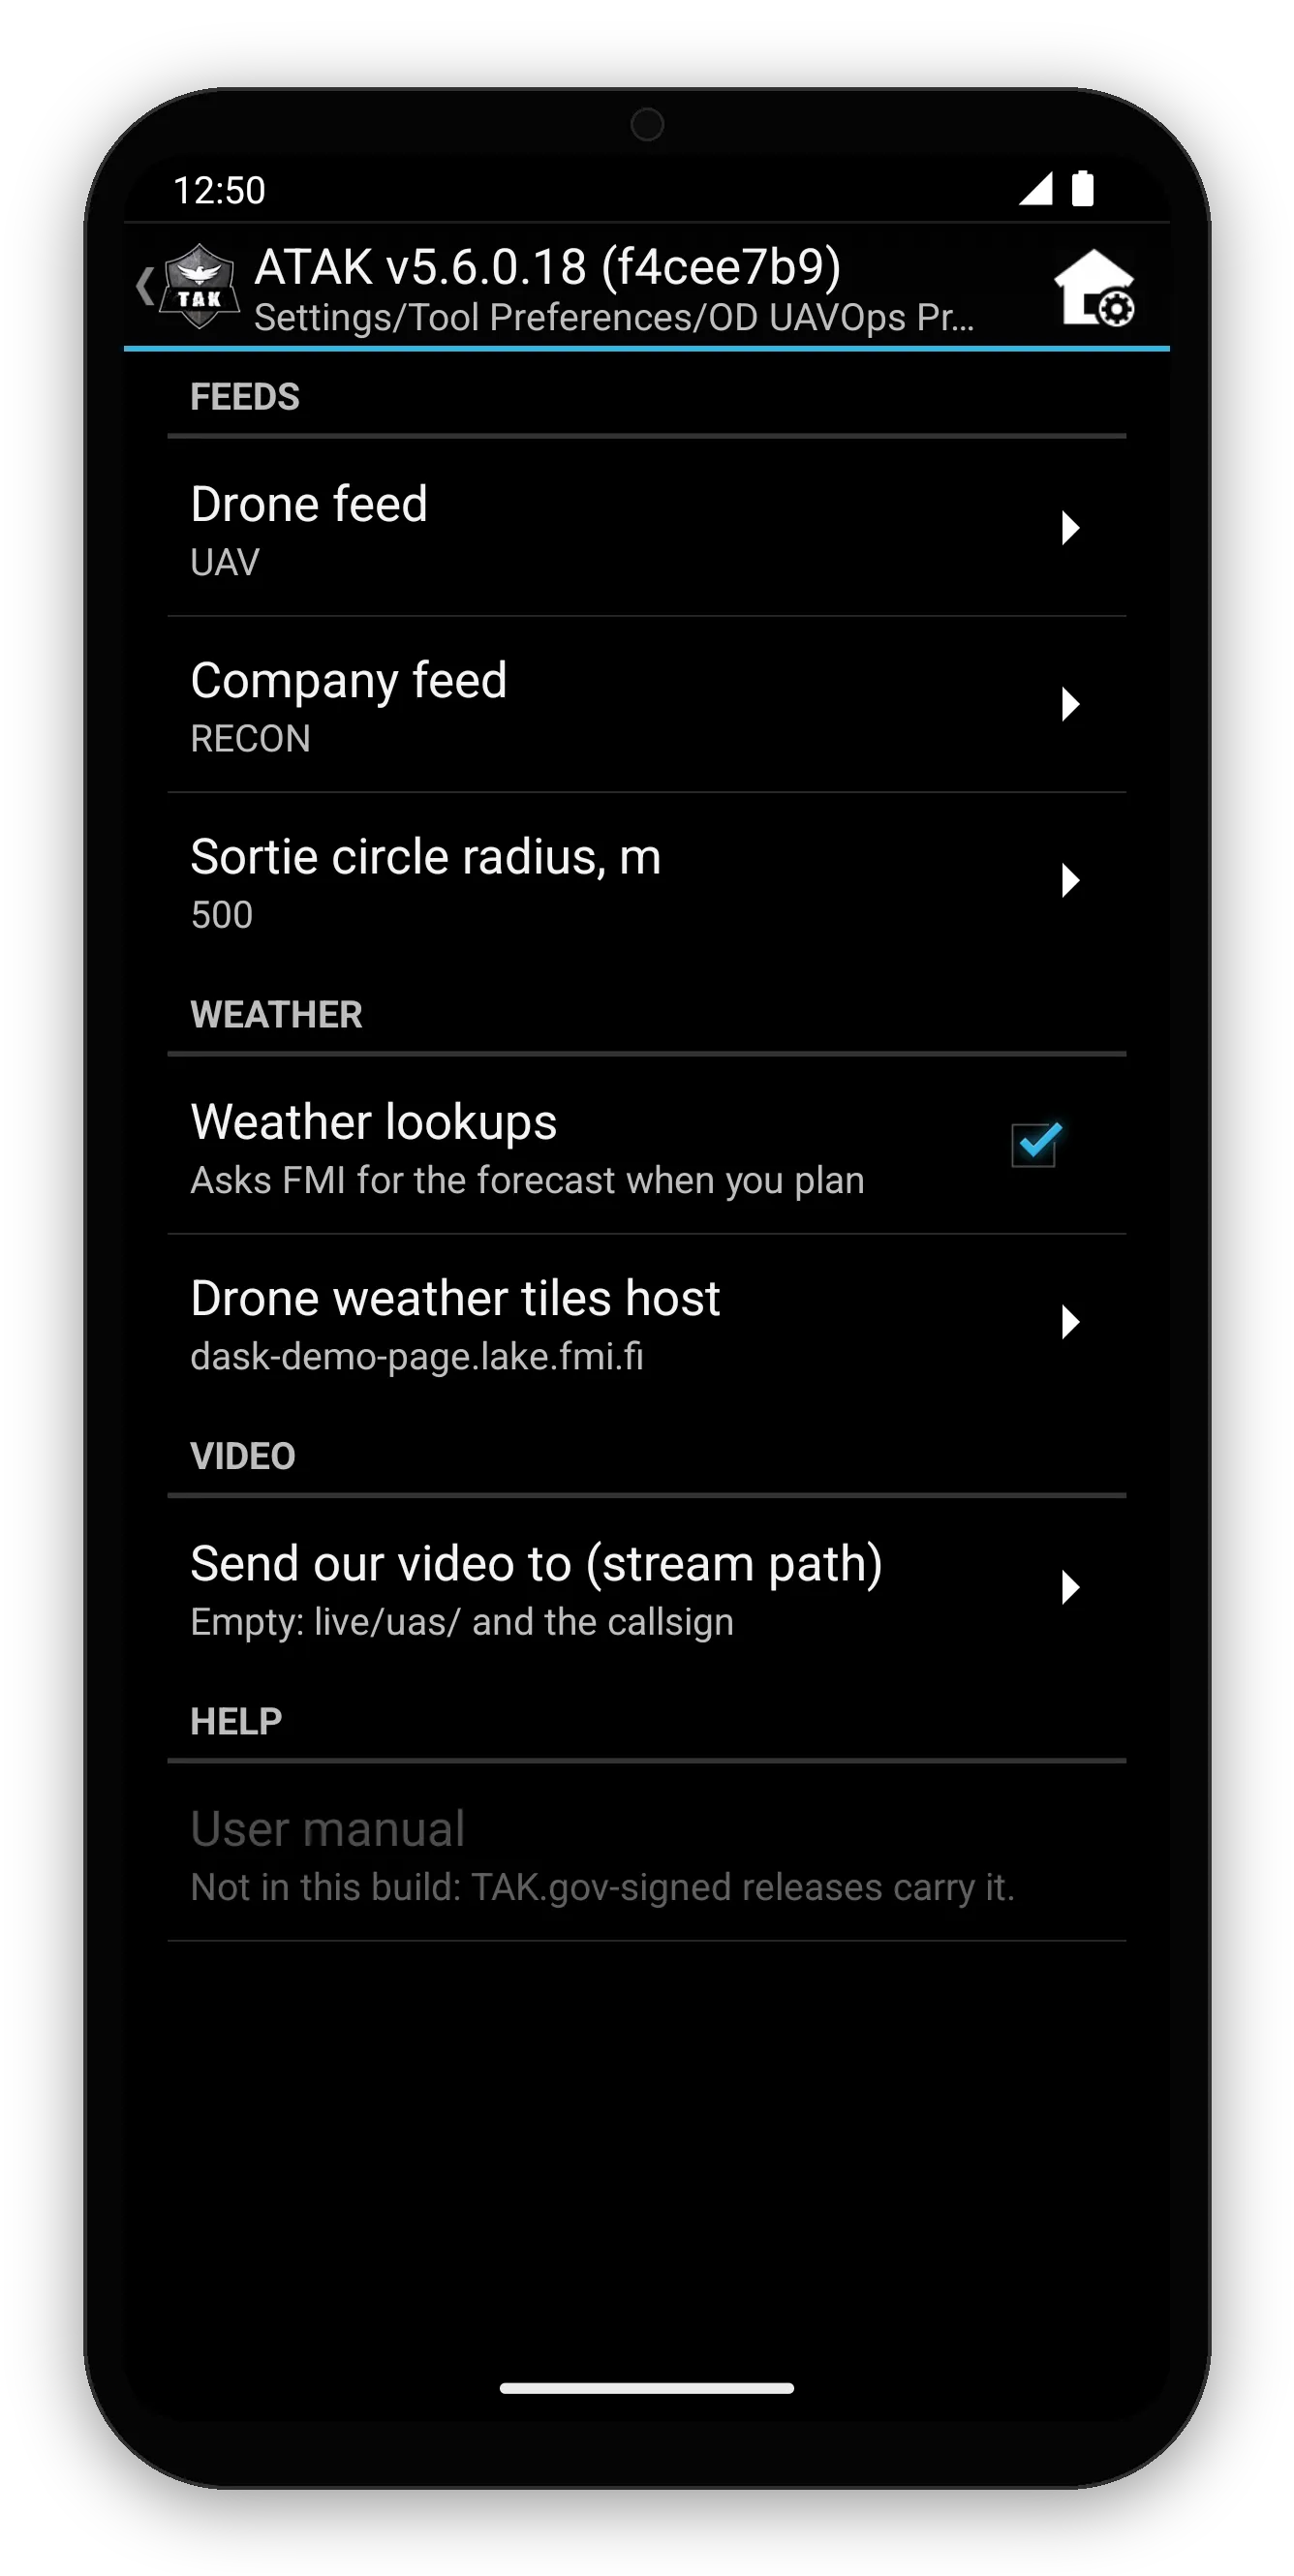 12:50
TAK
ATAK v5.6.0.18 (f4cee7b9)
Settings/Tool Preferences/OD UAVOps Pr...
FEEDS
Drone feed
UAV
Company feed
RECON
Sortie circle radius, m
500
WEATHER
Weather lookups
Asks FMI for the forecast when you plan
Drone weather tiles host
dask-demo-page.lake.fmi.fi
VIDEO
Send our video to (stream path)
Empty: live/uas/ and the callsign
HELP
User manual
Not in this build: TAK.gov-signed releases carry it.